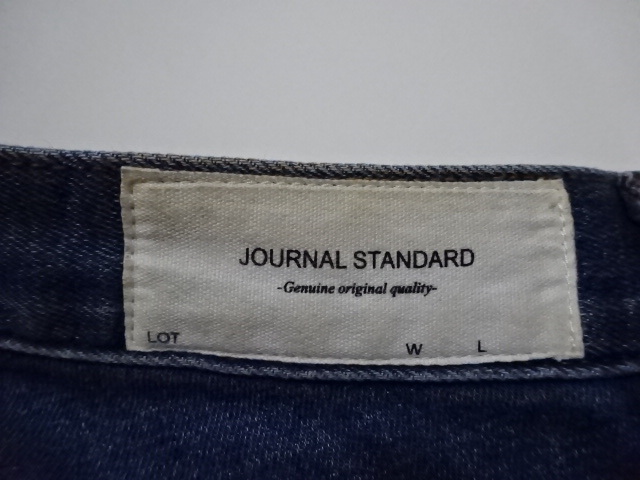 JOURNAL STANDARD
-Genuine original quality-
LOT
W L